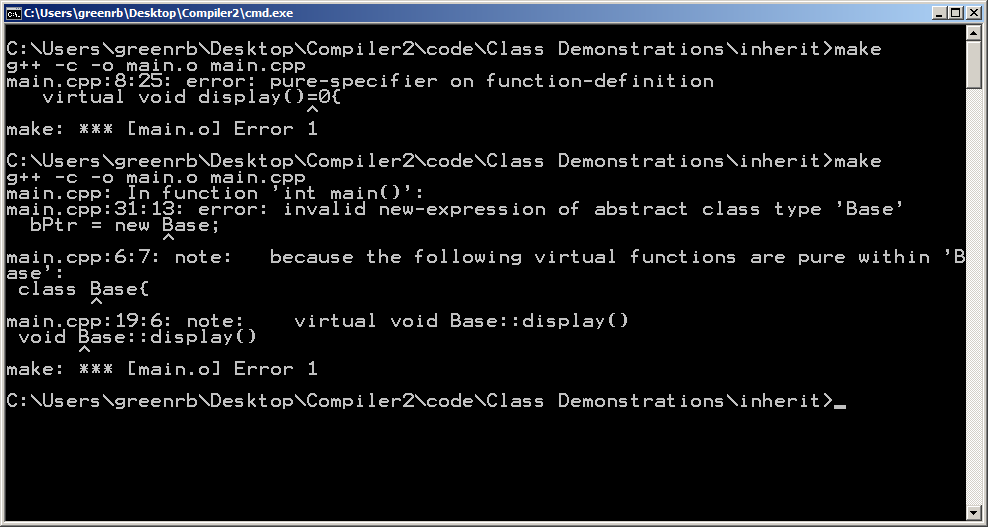 C:\Users\greenrb\Desktop\Compiler2\cmd.exe
C:\Users\greenrb\Desktop\Compiler2\code\Class Demonstrations\inherit>make
g++ -c -o main.o main.cpp
main.cpp:8:25: error: pure-specifier on function-definition
   virtual void display()=0{
                         ^
make: *** [main.o] Error 1
C:\Users\greenrb\Desktop\Compiler2\code\Class Demonstrations\inherit>make
g++ -c -o main.o main.cpp
main.cpp: In function 'int main()':
main.cpp:31:13: error: invalid new-expression of abstract class type 'Base'
  bPtr = new Base;
             ^
main.cpp:6:7: note:   because the following virtual functions are pure within 'B
ase':
 class Base{
       ^
main.cpp:19:6: note:    virtual void Base::display()
 void Base::display()
      ^
make: *** [main.o] Error 1
C:\Users\greenrb\Desktop\Compiler2\code\Class Demonstrations\inherit>_